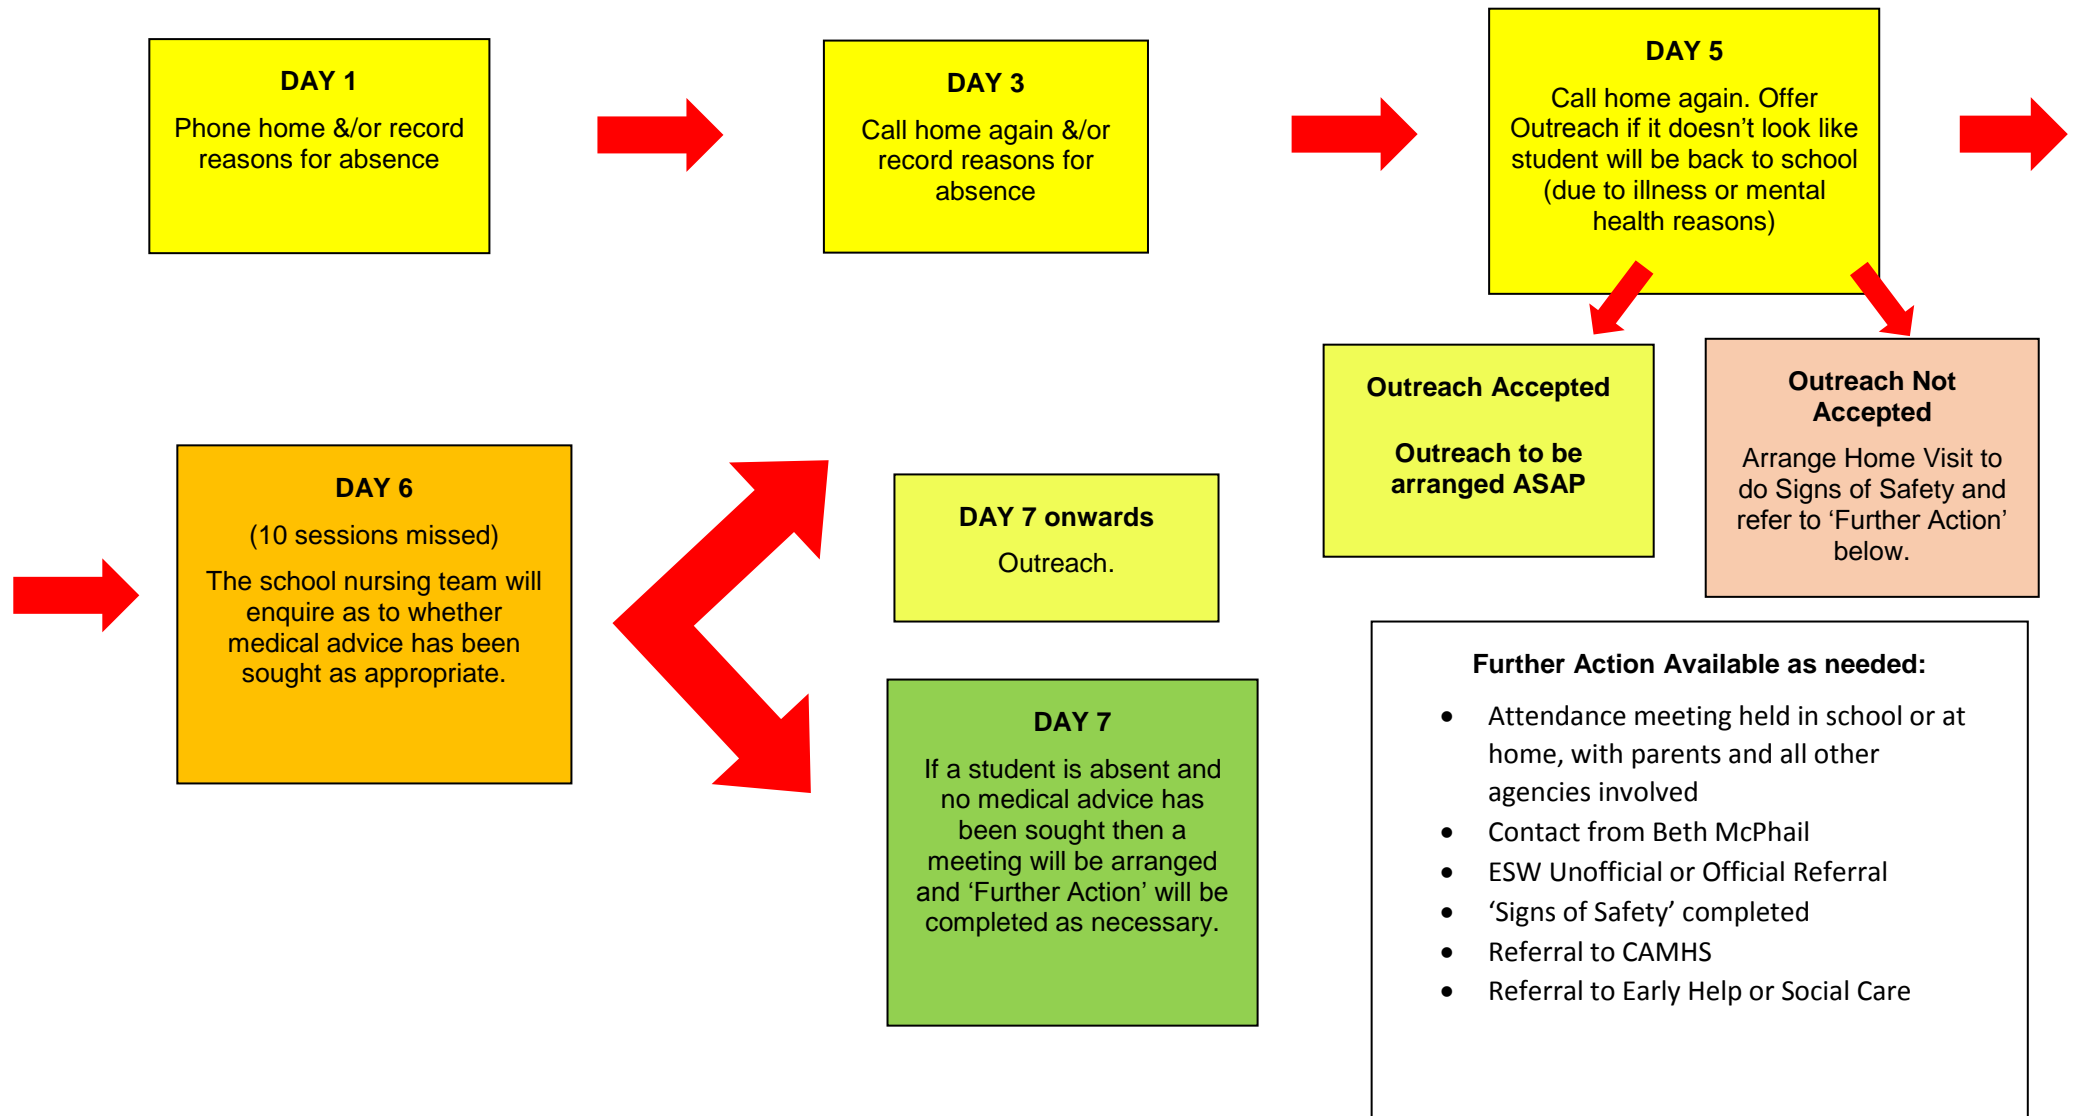 DAY 1
Phone home &/or record
reasons for absence
DAY 3
Call home again &/or
record reasons for
absence
DAY 5
Call home again. Offer
Outreach if it doesn’t look like
student will be back to school
(due to illness or mental
health reasons)
Outreach Accepted
Outreach to be
arranged ASAP
Outreach Not
Accepted
Arrange Home Visit to
do Signs of Safety and
refer to ‘Further Action’
below.
DAY 6
(10 sessions missed)
The school nursing team will
enquire as to whether
medical advice has been
sought as appropriate.
DAY 7 onwards
Outreach.
DAY 7
If a student is absent and
no medical advice has
been sought then a
meeting will be arranged
and ‘Further Action’ will be
completed as necessary.
Further Action Available as needed:
• Attendance meeting held in school or at
home, with parents and all other
agencies involved
• Contact from Beth McPhail
• ESW Unofficial or Official Referral
• ‘Signs of Safety’ completed
• Referral to CAMHS
• Referral to Early Help or Social Care